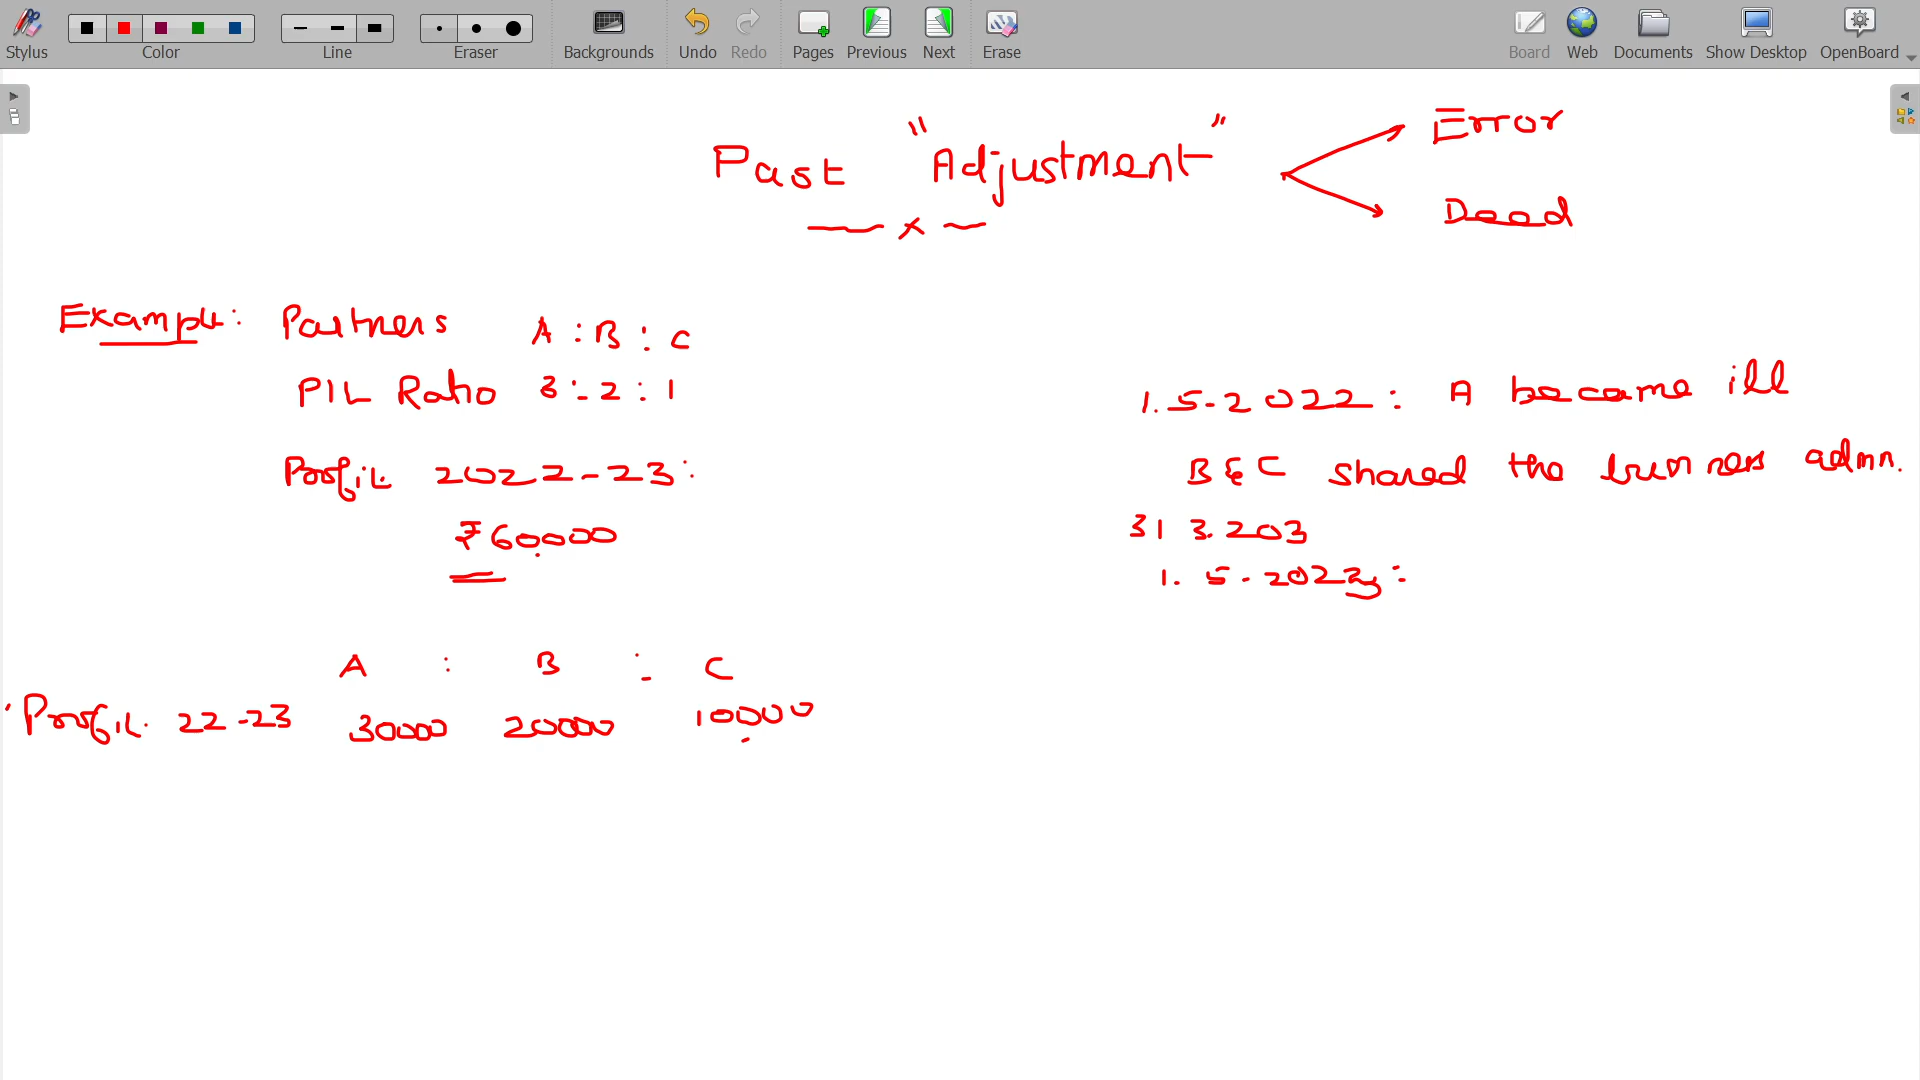 Stylus Color Line Eraser Backgrounds Undo Redo Pages Previous Next Erase Board Web Documents Show Desktop OpenBoard
Past "Adjustment"
Error
Deed
Example: Partners A : B : C
P/L Ratio 3 : 2 : 1
Profit 2022-23:
₹60000
1.5-2022: A became ill
B & C shared the business admn.
31 3.203
1. 5-2023:
A : B : C
Profit 22-23 30000 20000 10000